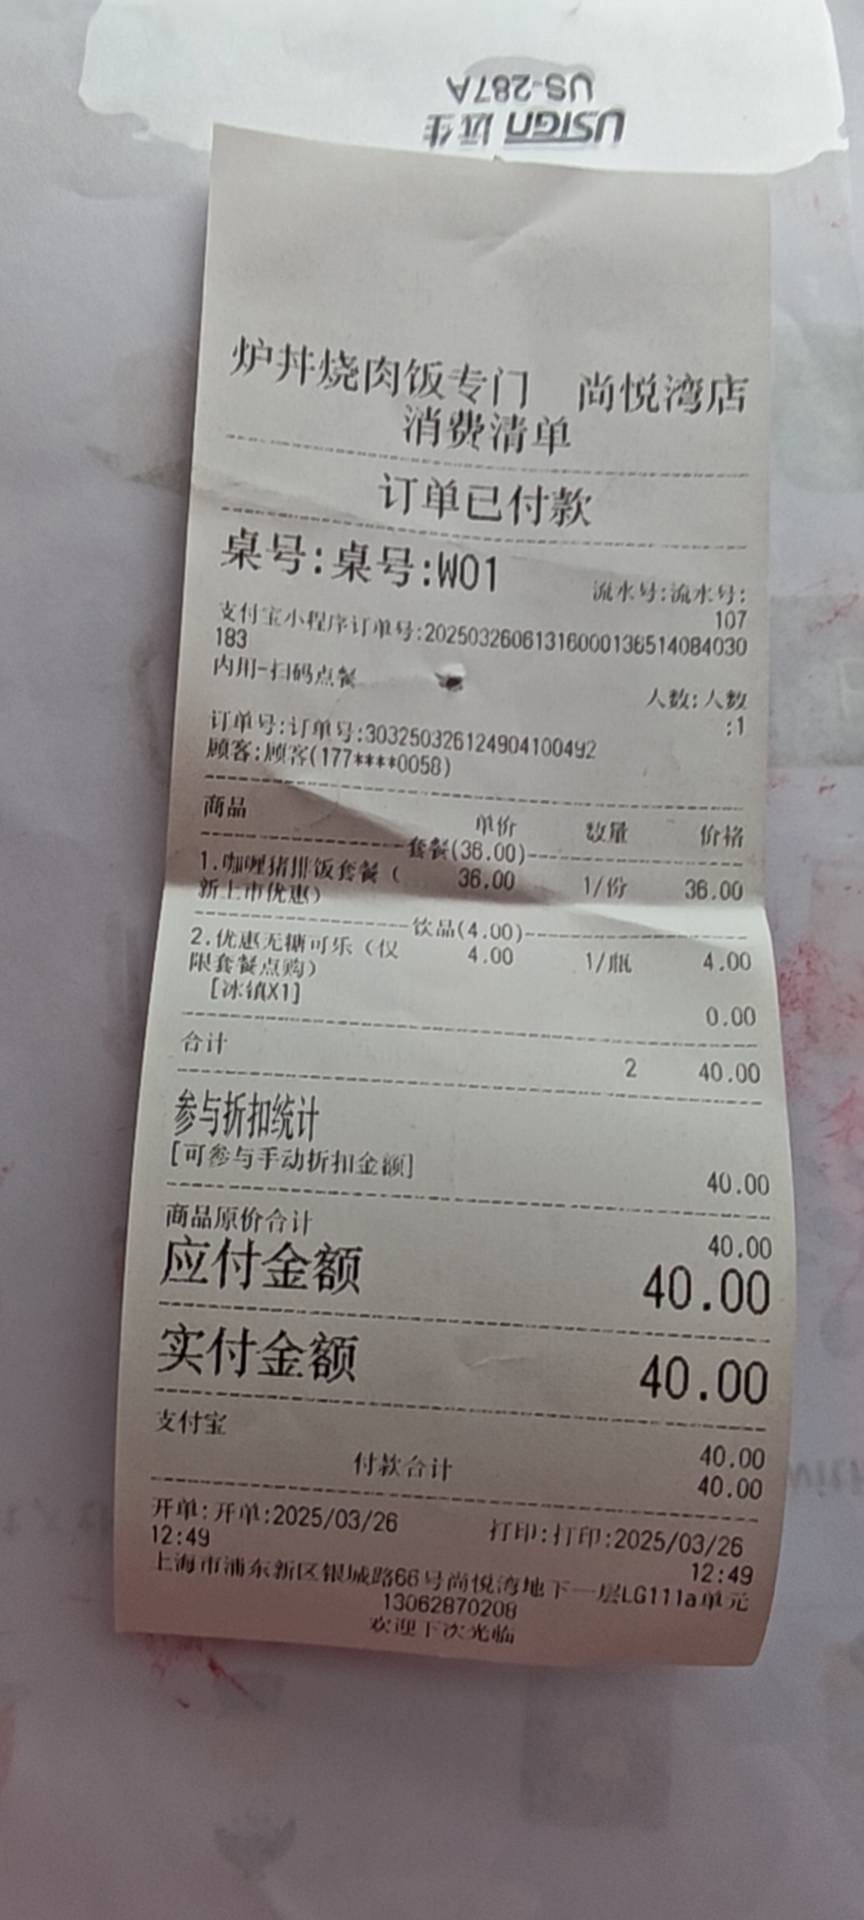 USIGN 远生
US-287A
炉丼烧肉饭专门 尚悦湾店
消费清单
订单已付款
桌号:桌号:W01
流水号:流水号:
107
支付宝小程序订单号:2025032606131600013651408403​0
183
内用-扫码点餐
人数:人数
:1
订单号:订单号:303250326124904100492
顾客:顾客(177****0058)
商品 单价 数量 价格
套餐(36.00)
1.咖喱猪排饭套餐( 36.00 1/份 36.00
新上市优惠)
饮品(4.00)
2.优惠无糖可乐(仅 4.00 1/瓶 4.00
限套餐点购)
[冰镇X1] 0.00
合计 2 40.00
参与折扣统计
[可参与手动折扣金额] 40.00
商品原价合计 40.00
应付金额 40.00
实付金额 40.00
支付宝 40.00
付款合计 40.00
开单:开单:2025/03/26 打印:打印:2025/03/26
12:49 12:49
上海市浦东新区银城路66号尚悦湾地下一层LG111a单元
13062870208
欢迎下次光临